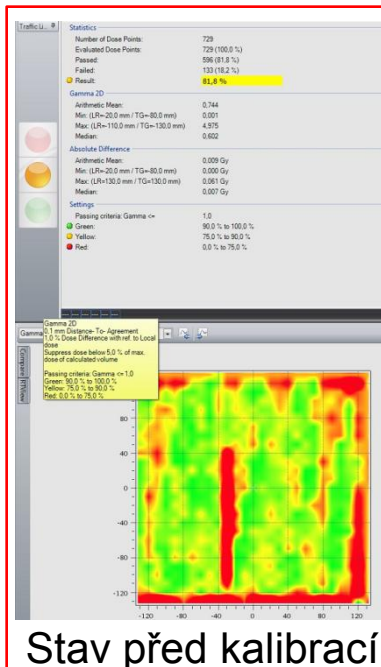 Traffic Li..
Statistics
Number of Dose Points: 729
Evaluated Dose Points: 729 (100,0 %)
Passed: 596 (81,8 %)
Failed: 133 (18,2 %)
Result: 81,8 %
Gamma 2D
Arithmetic Mean: 0,744
Min: (LR=-20,0 mm / TG=-80,0 mm) 0,001
Max: (LR=-110,0 mm / TG=-130,0 mm) 4,975
Median: 0,602
Absolute Difference
Arithmetic Mean: 0,009 Gy
Min: (LR=-20,0 mm / TG=-80,0 mm) 0,000 Gy
Max: (LR=130,0 mm / TG=130,0 mm) 0,061 Gy
Median: 0,007 Gy
Settings
Passing criteria: Gamma <= 1,0
Green: 90,0 % to 100,0 %
Yellow: 75,0 % to 90,0 %
Red: 0,0 % to 75,0 %
Gamma
Gamma 2D
0,1 mm Distance- To- Agreement
1,0 % Dose Difference with ref. to Local
dose
Suppress dose below 5,0 % of max.
dose of calculated volume
Passing criteria: Gamma <= 1,0
Green: 90,0 % to 100,0 %
Yellow: 75,0 % to 90,0 %
Red: 0,0 % to 75,0 %
Compare
80
40
0
-40
-80
-120
-120 -80 -40 0 40 80 120
Stav před kalibrací